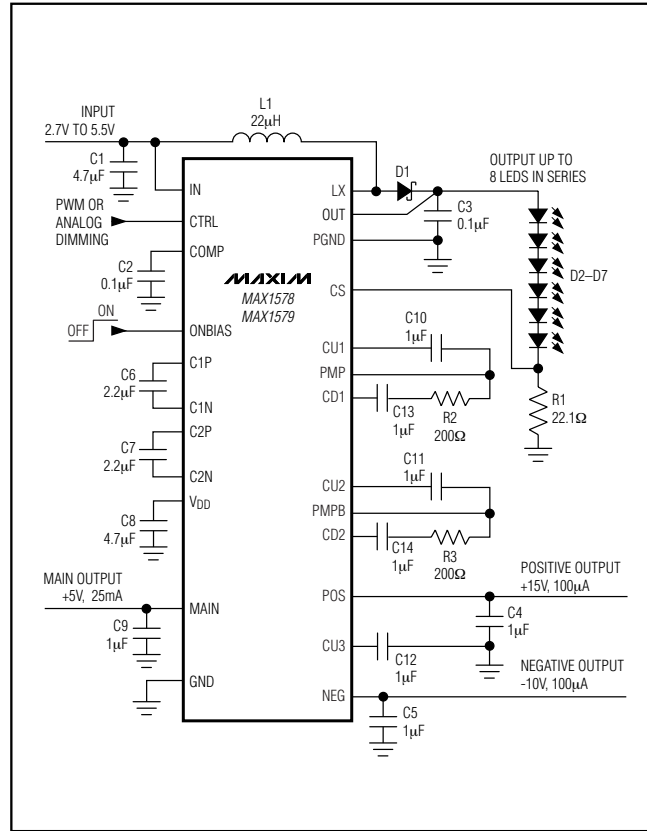 L1
22µH
INPUT
2.7V TO 5.5V
C1
4.7µF
IN
LX
D1
OUTPUT UP TO
8 LEDS IN SERIES
PWM OR
ANALOG
DIMMING
CTRL
OUT
C3
0.1µF
PGND
COMP
C2
0.1µF
MAXIM
MAX1578
MAX1579
CS
D2–D7
ON
OFF
ONBIAS
C10
1µF
CU1
PMP
CD1
C13
1µF
R2
200Ω
R1
22.1Ω
C1P
C6
2.2µF
C1N
C2P
C7
2.2µF
C2N
C11
1µF
CU2
PMPB
CD2
C14
1µF
R3
200Ω
VDD
C8
4.7µF
MAIN OUTPUT
+5V, 25mA
MAIN
C9
1µF
POS
POSITIVE OUTPUT
+15V, 100µA
C4
1µF
CU3
C12
1µF
GND
NEG
NEGATIVE OUTPUT
-10V, 100µA
C5
1µF